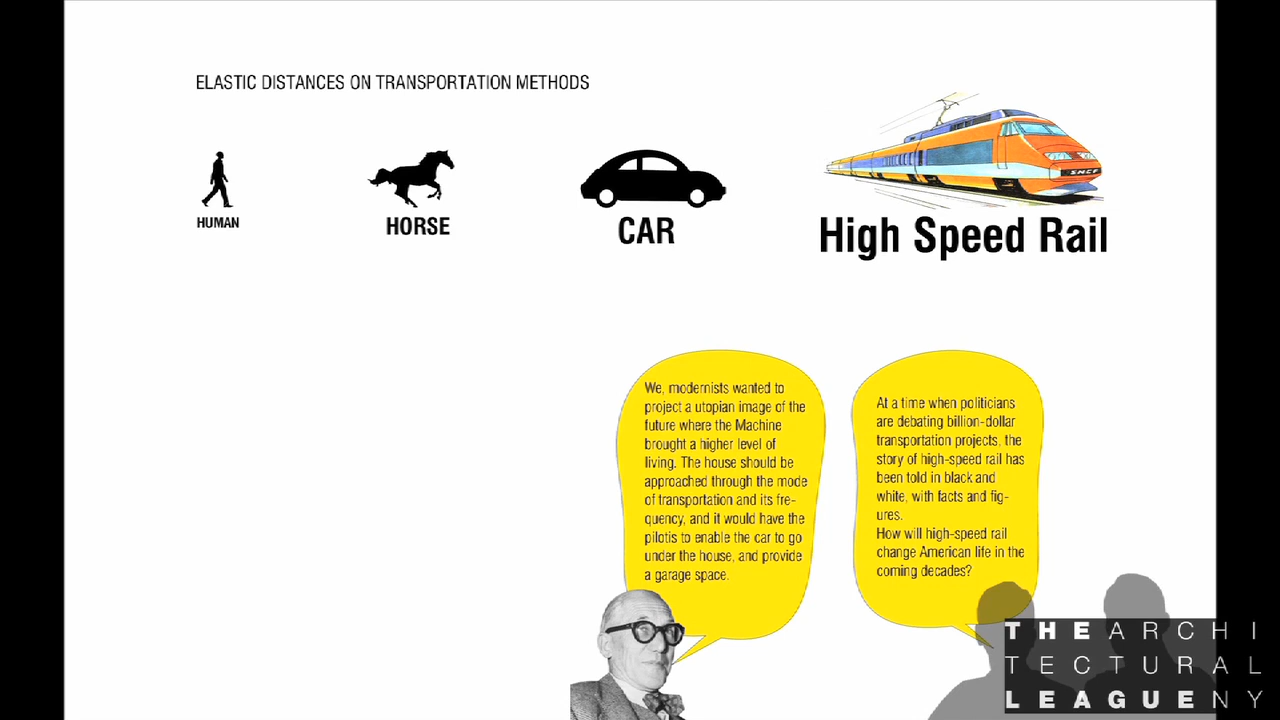 ELASTIC DISTANCES ON TRANSPORTATION METHODS
HUMAN
HORSE
CAR
SNCF
High Speed Rail
We, modernists wanted to
project a utopian image of the
future where the Machine
brought a higher level of
living. The house should be
approached through the mode
of transportation and its fre-
quency, and it would have the
pilotis to enable the car to go
under the house, and provide
a garage space.
At a time when politicians
are debating billion-dollar
transportation projects, the
story of high-speed rail has
been told in black and
white, with facts and fig-
ures.
How will high-speed rail
change American life in the
coming decades?
THE ARCHI
TECTURAL
LEAGUE NY